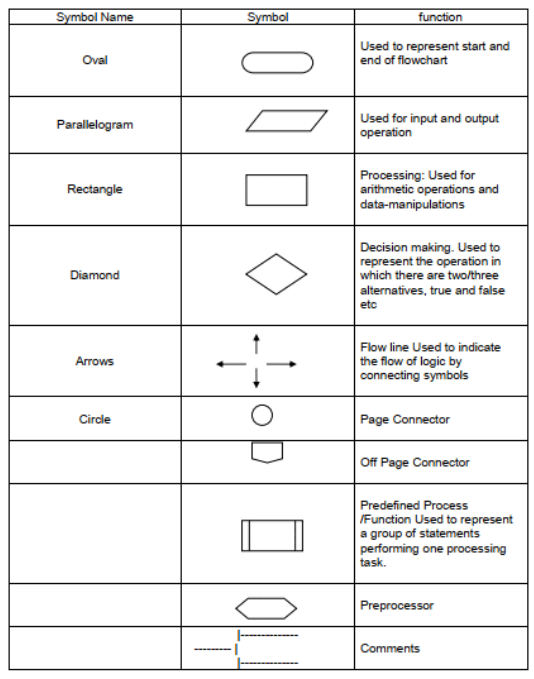 Symbol Name Symbol function
Oval
Used to represent start and
end of flowchart
Parallelogram
Used for input and output
operation
Rectangle
Processing: Used for
arithmetic operations and
data-manipulations
Diamond
Decision making. Used to
represent the operation in
which there are two/three
alternatives, true and false
etc
Arrows
Flow line Used to indicate
the flow of logic by
connecting symbols
Circle
Page Connector
Off Page Connector
Predefined Process
/Function Used to represent
a group of statements
performing one processing
task.
Preprocessor
Comments